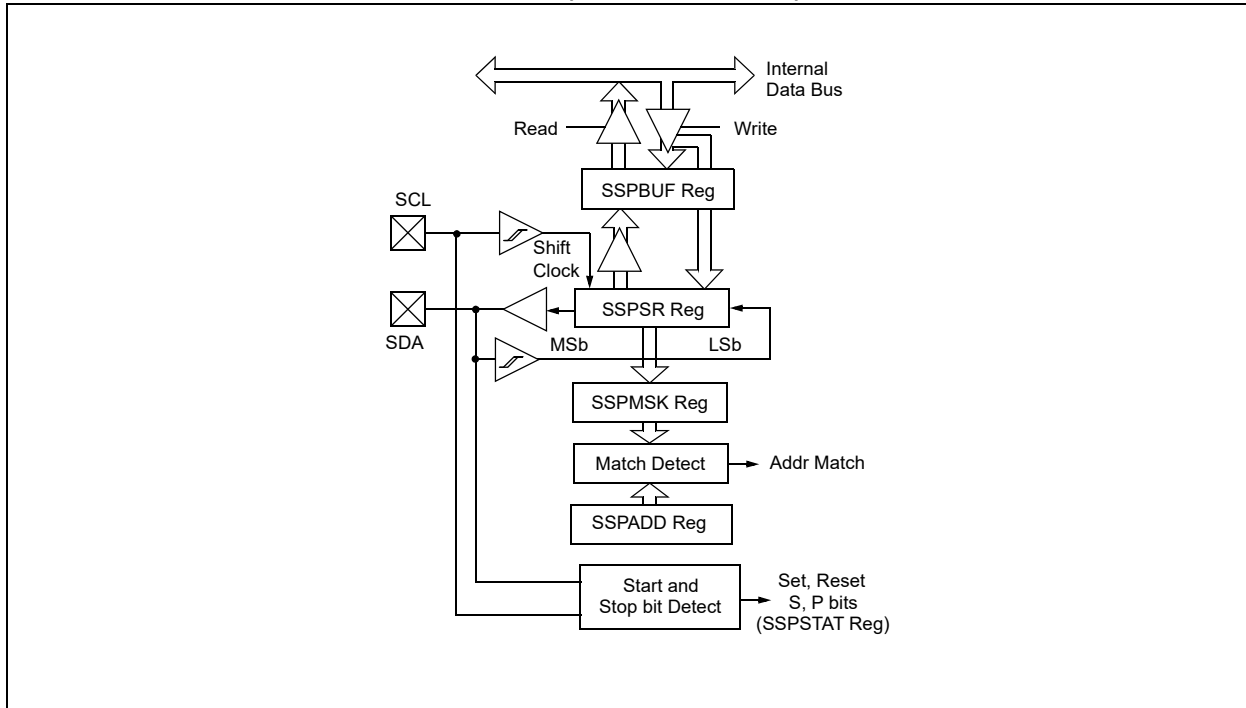 Internal
Data Bus
Read
Write
SSPBUF Reg
SCL
Shift
Clock
SSPSR Reg
SDA
MSb
LSb
SSPMSK Reg
Match Detect
Addr Match
SSPADD Reg
Start and
Stop bit Detect
Set, Reset
S, P bits
(SSPSTAT Reg)